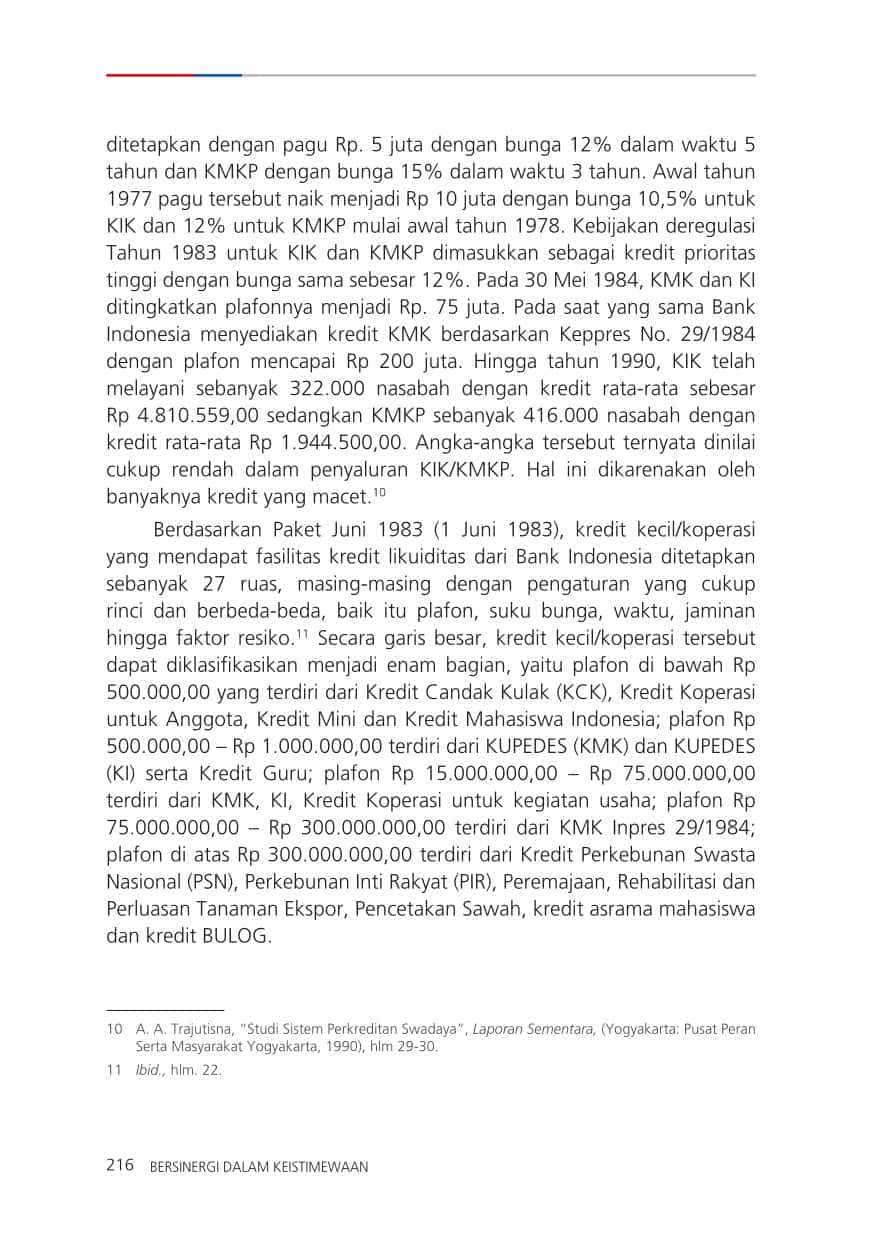 ditetapkan dengan pagu Rp. 5 juta dengan bunga 12% dalam waktu 5
tahun dan KMKP dengan bunga 15% dalam waktu 3 tahun. Awal tahun
1977 pagu tersebut naik menjadi Rp 10 juta dengan bunga 10,5% untuk
KIK dan 12% untuk KMKP mulai awal tahun 1978. Kebijakan deregulasi
Tahun 1983 untuk KIK dan KMKP dimasukkan sebagai kredit prioritas
tinggi dengan bunga sama sebesar 12%. Pada 30 Mei 1984, KMK dan KI
ditingkatkan plafonnya menjadi Rp. 75 juta. Pada saat yang sama Bank
Indonesia menyediakan kredit KMK berdasarkan Keppres No. 29/1984
dengan plafon mencapai Rp 200 juta. Hingga tahun 1990, KIK telah
melayani sebanyak 322.000 nasabah dengan kredit rata-rata sebesar
Rp 4.810.559,00 sedangkan KMKP sebanyak 416.000 nasabah dengan
kredit rata-rata Rp 1.944.500,00. Angka-angka tersebut ternyata dinilai
cukup rendah dalam penyaluran KIK/KMKP. Hal ini dikarenakan oleh
banyaknya kredit yang macet.10
Berdasarkan Paket Juni 1983 (1 Juni 1983), kredit kecil/koperasi
yang mendapat fasilitas kredit likuiditas dari Bank Indonesia ditetapkan
sebanyak 27 ruas, masing-masing dengan pengaturan yang cukup
rinci dan berbeda-beda, baik itu plafon, suku bunga, waktu, jaminan
hingga faktor resiko.11 Secara garis besar, kredit kecil/koperasi tersebut
dapat diklasifikasikan menjadi enam bagian, yaitu plafon di bawah Rp
500.000,00 yang terdiri dari Kredit Candak Kulak (KCK), Kredit Koperasi
untuk Anggota, Kredit Mini dan Kredit Mahasiswa Indonesia; plafon Rp
500.000,00 – Rp 1.000.000,00 terdiri dari KUPEDES (KMK) dan KUPEDES
(KI) serta Kredit Guru; plafon Rp 15.000.000,00 – Rp 75.000.000,00
terdiri dari KMK, KI, Kredit Koperasi untuk kegiatan usaha; plafon Rp
75.000.000,00 – Rp 300.000.000,00 terdiri dari KMK Inpres 29/1984;
plafon di atas Rp 300.000.000,00 terdiri dari Kredit Perkebunan Swasta
Nasional (PSN), Perkebunan Inti Rakyat (PIR), Peremajaan, Rehabilitasi dan
Perluasan Tanaman Ekspor, Pencetakan Sawah, kredit asrama mahasiswa
dan kredit BULOG.
10 A. A. Trajutisna, “Studi Sistem Perkreditan Swadaya”, Laporan Sementara, (Yogyakarta: Pusat Peran
Serta Masyarakat Yogyakarta, 1990), hlm 29-30.
11 Ibid., hlm. 22.
216 BERSINERGI DALAM KEISTIMEWAAN